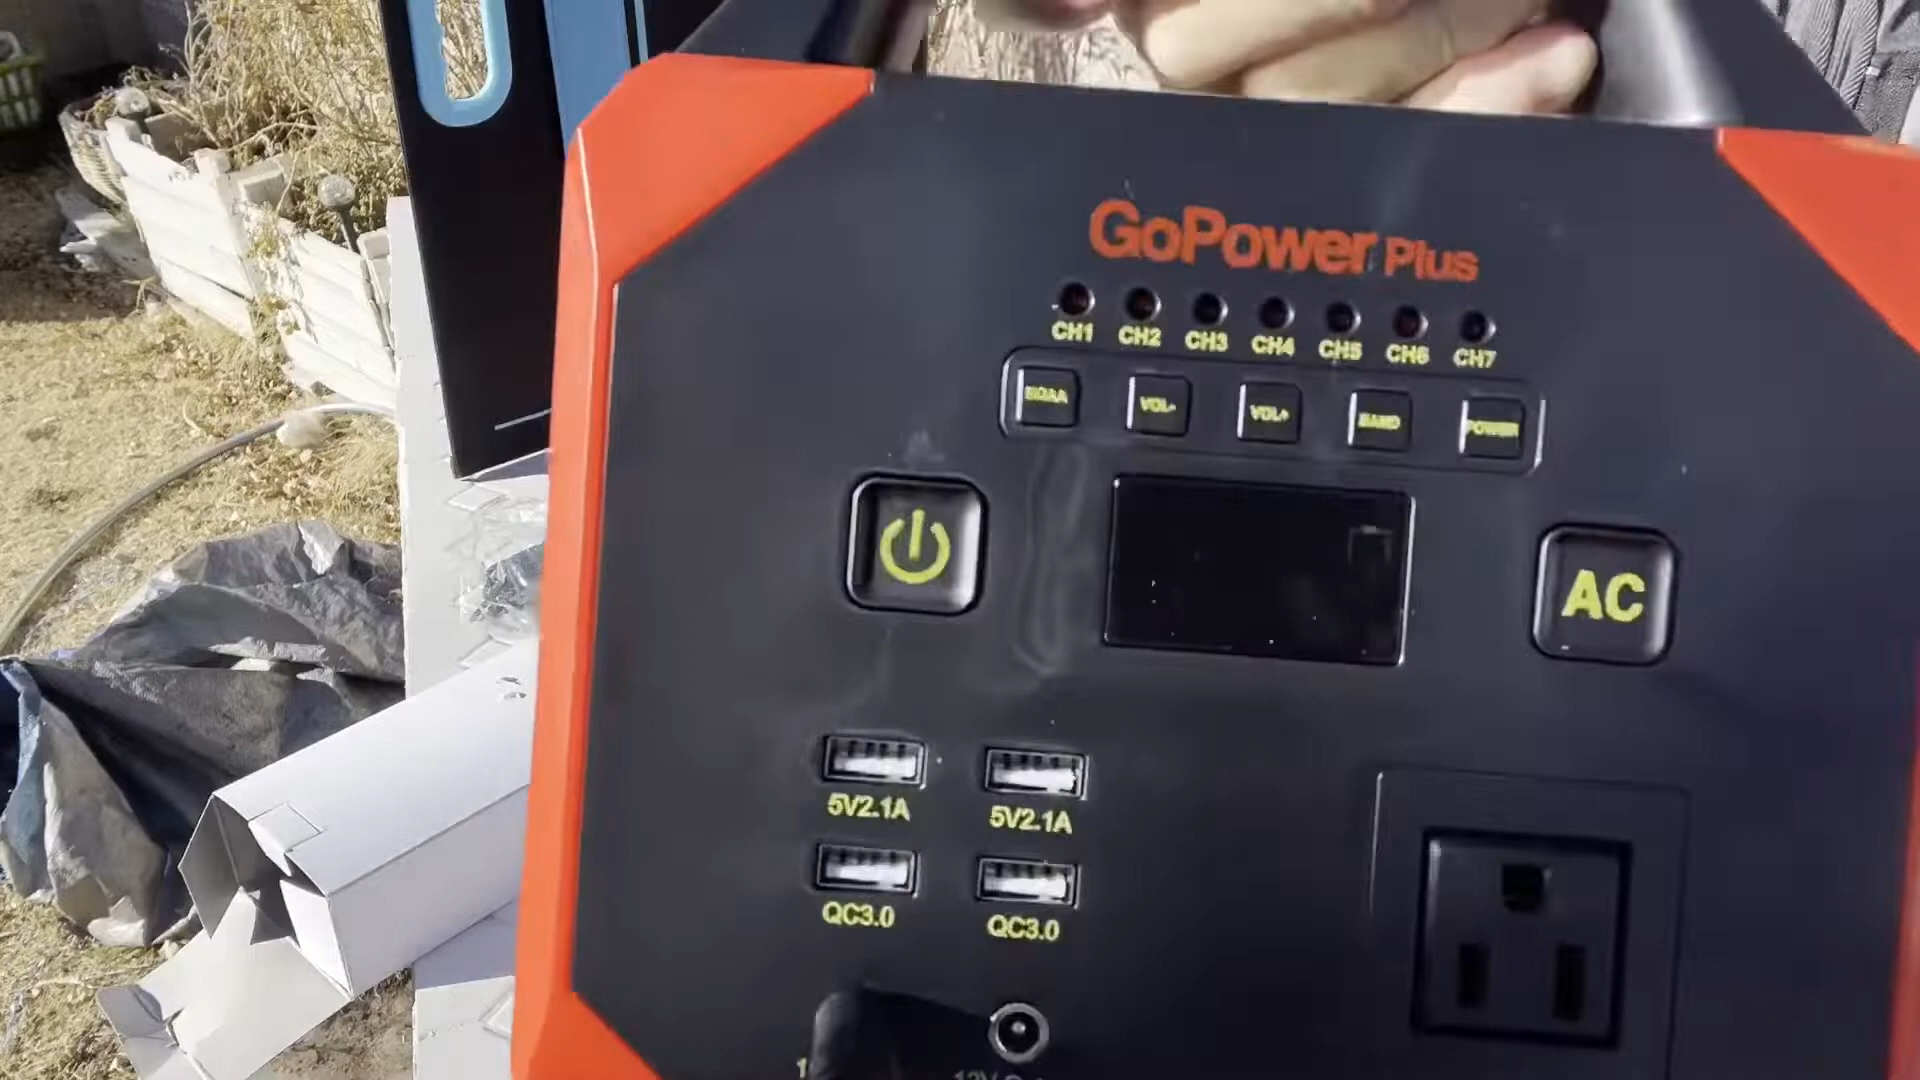 GoPower Plus
CH1 CH2 CH3 CH4 CH5 CH6 CH7
NOAA VOL- VOL+ BAND POWER
AC
5V2.1A 5V2.1A
QC3.0 QC3.0